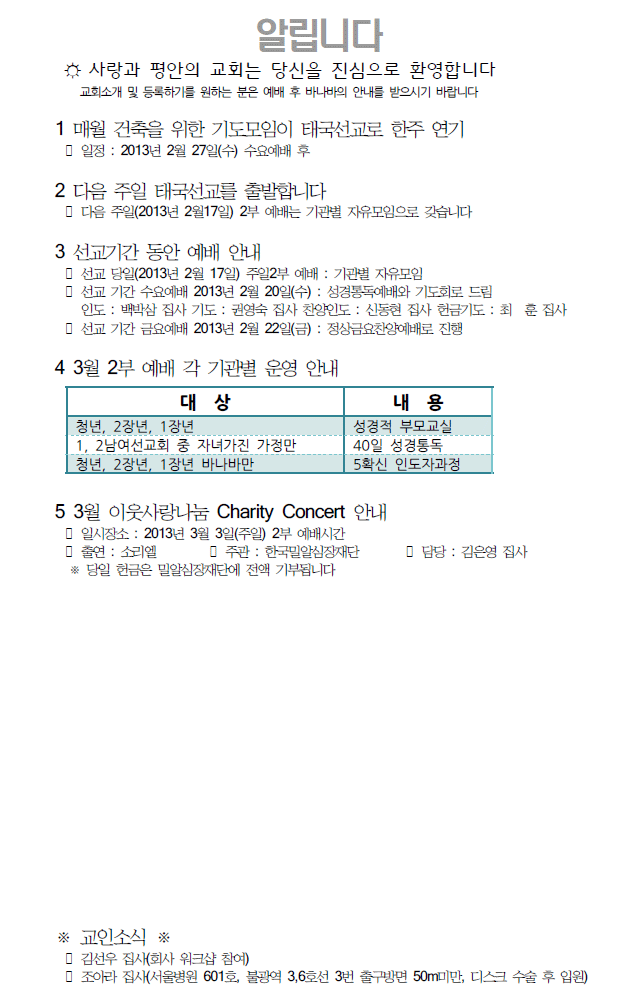 알립니다
☼ 사랑과 평안의 교회는 당신을 진심으로 환영합니다
교회소개 및 등록하기를 원하는 분은 예배 후 바나바의 안내를 받으시기 바랍니다
1 매월 건축을 위한 기도모임이 태국선교로 한주 연기
▯ 일정 : 2013년 2월 27일(수) 수요예배 후
2 다음 주일 태국선교를 출발합니다
▯ 다음 주일(2013년 2월17일) 2부 예배는 기관별 자유모임으로 갖습니다
3 선교기간 동안 예배 안내
▯ 선교 당일(2013년 2월 17일) 주일2부 예배 : 기관별 자유모임
▯ 선교 기간 수요예배 2013년 2월 20일(수) : 성경통독예배와 기도회로 드림
인도 : 백박삼 집사 기도 : 권영숙 집사 찬양인도 : 신동현 집사 헌금기도 : 최 훈 집사
▯ 선교 기간 금요예배 2013년 2월 22일(금) : 정상금요찬양예배로 진행
4 3월 2부 예배 각 기관별 운영 안내
대 상 내 용
청년, 2장년, 1장년 성경적 부모교실
1, 2남여선교회 중 자녀가진 가정만 40일 성경통독
청년, 2장년, 1장년 바나바만 5확신 인도자과정
5 3월 이웃사랑나눔 Charity Concert 안내
▯ 일시장소 : 2013년 3월 3일(주일) 2부 예배시간
▯ 출연 : 소리엘 ▯ 주관 : 한국밀알심장재단 ▯ 담당 : 김은영 집사
※ 당일 헌금은 밀알심장재단에 전액 기부됩니다
※ 교인소식 ※
▯ 김선우 집사(회사 워크샵 참여)
▯ 조아라 집사(서울병원 601호, 불광역 3,6호선 3번 출구방면 50m미만, 디스크 수술 후 입원)